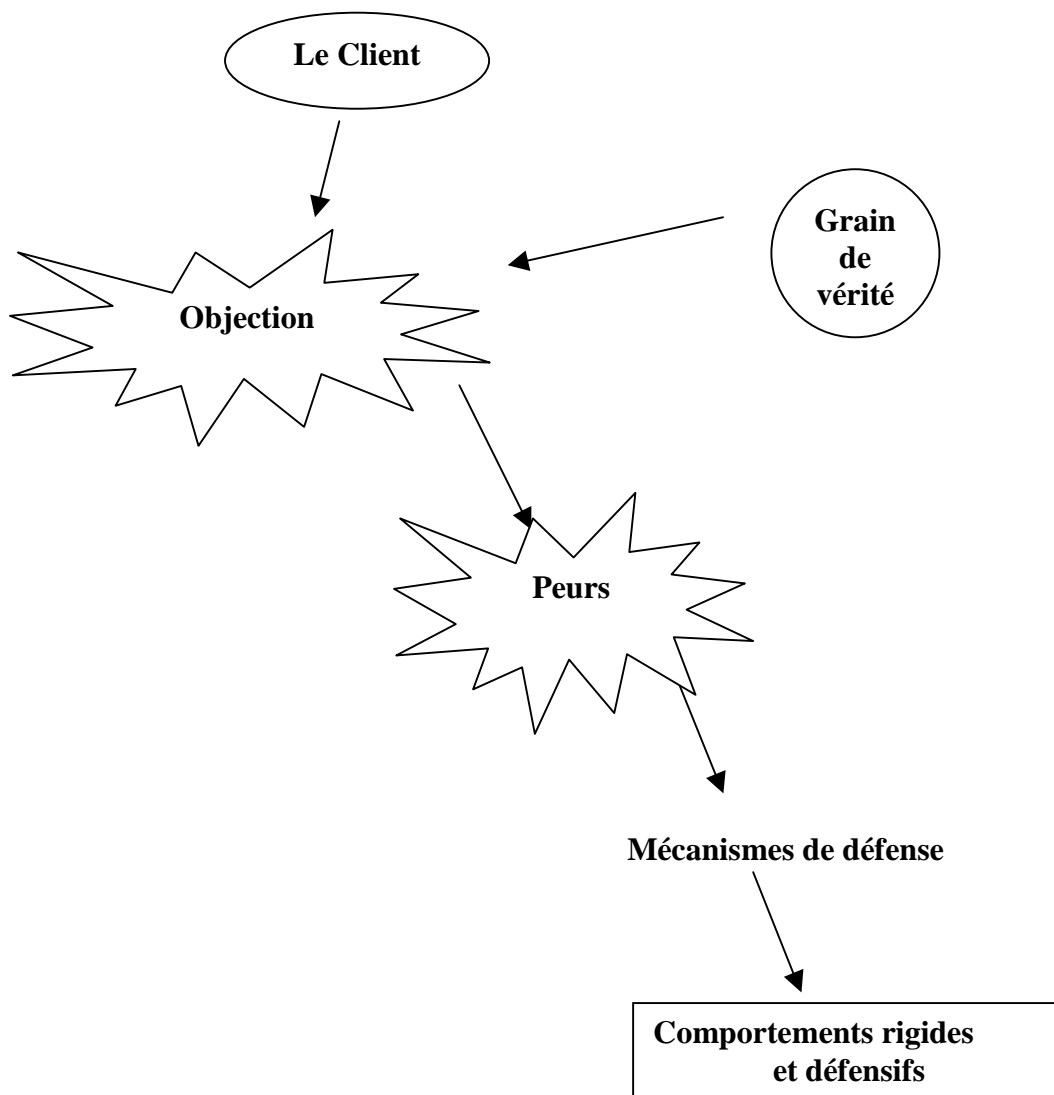 Le Client
Grain
de
vérité
Objection
Peurs
Mécanismes de défense
Comportements rigides
et défensifs